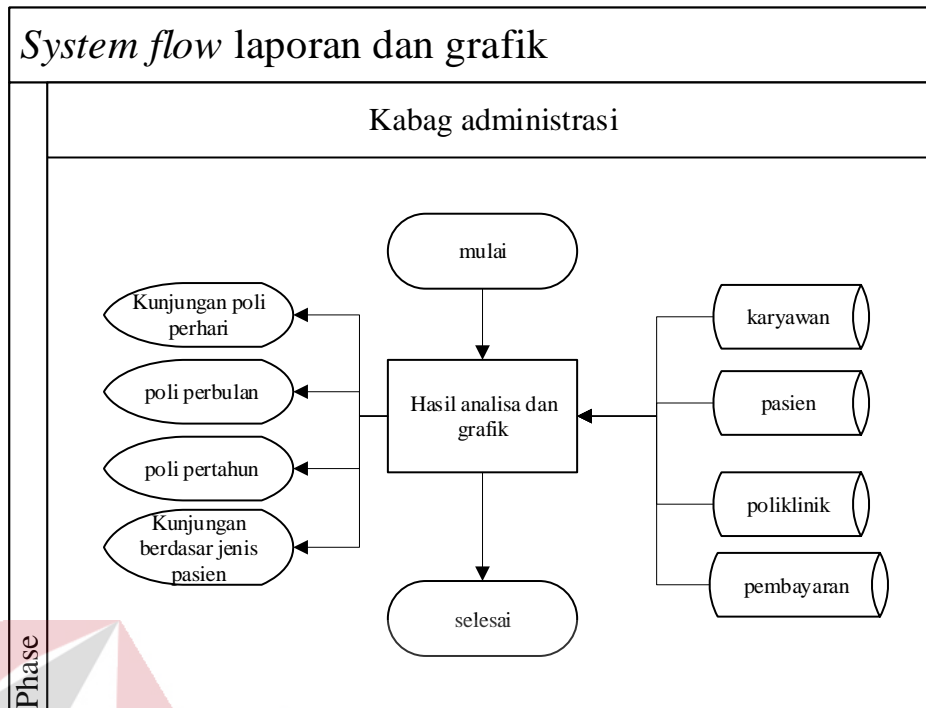 System flow laporan dan grafik
Kabag administrasi
mulai
Kunjungan poli
perhari
poli perbulan
poli pertahun
Kunjungan
berdasar jenis
pasien
Hasil analisa dan
grafik
karyawan
pasien
poliklinik
pembayaran
selesai
Phase